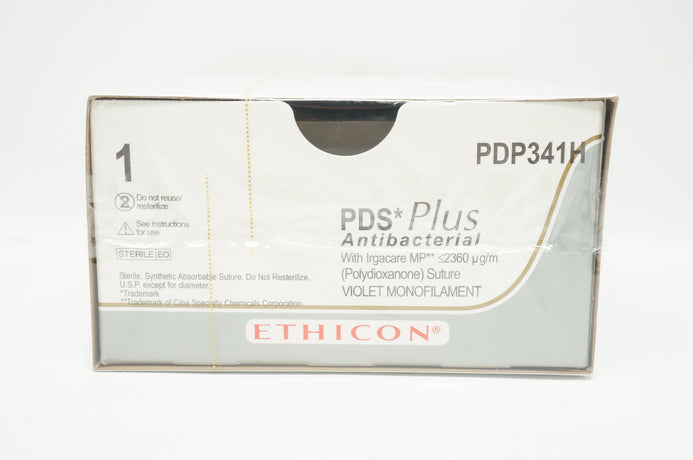 1
PDP341H
2
Do not reuse/
resterilize
See instructions
for use
STERILE EO
PDS* Plus
Antibacterial
With Irgacare MP** ≤2360 µg/m
(Polydioxanone) Suture
VIOLET MONOFILAMENT
Sterile, Synthetic Absorbable Suture. Do Not Resterilize.
U.S.P. except for diameter.
*Trademark
**Trademark of Ciba Specialty Chemicals Corporation
ETHICON®